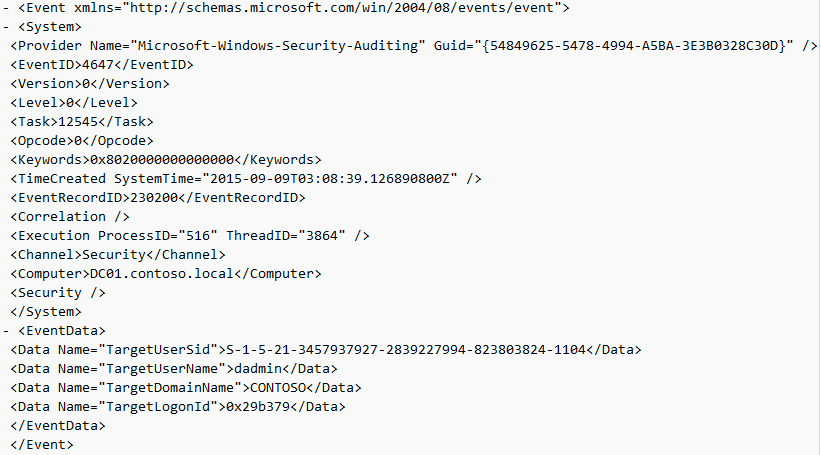 - <Event xmlns="http://schemas.microsoft.com/win/2004/08/events/event">
- <System>
<Provider Name="Microsoft-Windows-Security-Auditing" Guid="{54849625-5478-4994-A5BA-3E3B0328C30D}" />
<EventID>4647</EventID>
<Version>0</Version>
<Level>0</Level>
<Task>12545</Task>
<Opcode>0</Opcode>
<Keywords>0x8020000000000000</Keywords>
<TimeCreated SystemTime="2015-09-09T03:08:39.126890800Z" />
<EventRecordID>230200</EventRecordID>
<Correlation />
<Execution ProcessID="516" ThreadID="3864" />
<Channel>Security</Channel>
<Computer>DC01.contoso.local</Computer>
<Security />
</System>
- <EventData>
<Data Name="TargetUserSid">S-1-5-21-3457937927-2839227994-823803824-1104</Data>
<Data Name="TargetUserName">dadmin</Data>
<Data Name="TargetDomainName">CONTOSO</Data>
<Data Name="TargetLogonId">0x29b379</Data>
</EventData>
</Event>